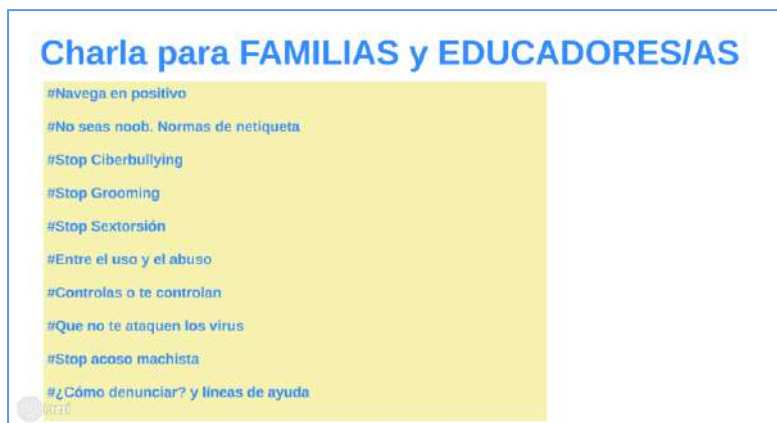 Charla para FAMILIAS y EDUCADORES/AS
#Navega en positivo
#No seas noob. Normas de netiqueta
#Stop Ciberbullying
#Stop Grooming
#Stop Sextorsión
#Entre el uso y el abuso
#Controlas o te controlan
#Que no te ataquen los virus
#Stop acoso machista
#¿Cómo denunciar? y líneas de ayuda